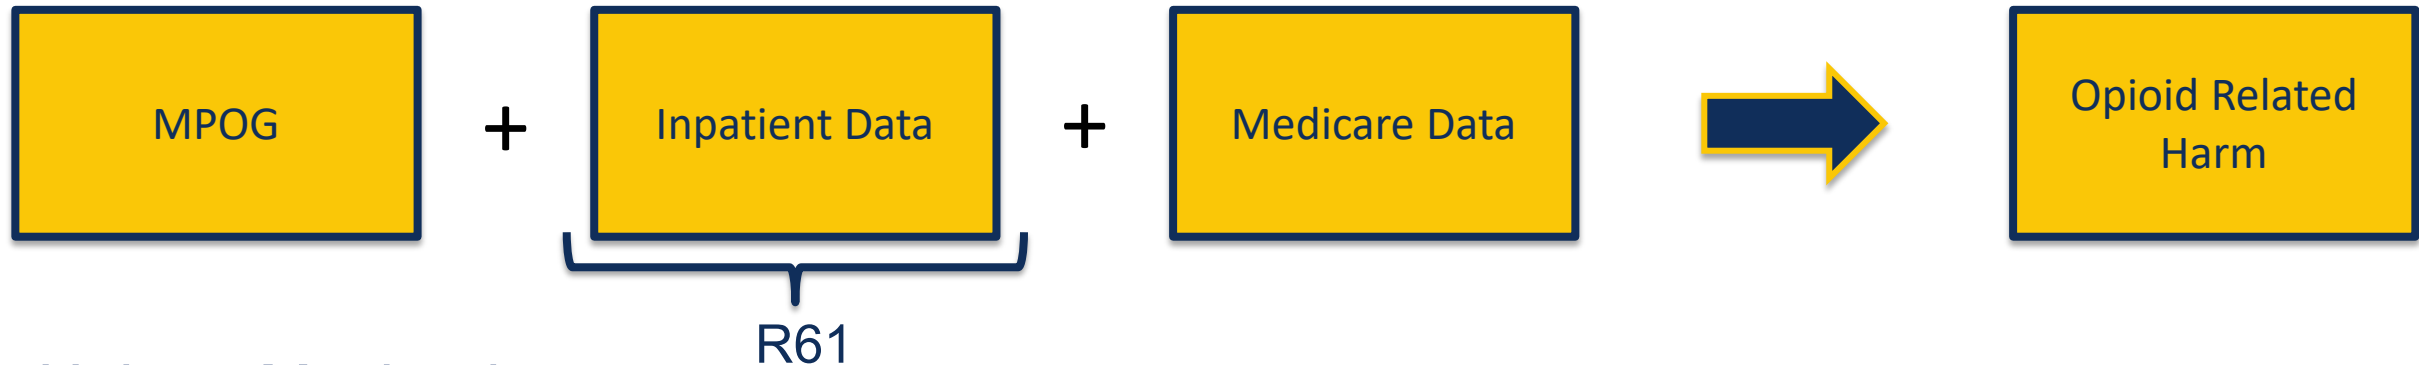 MPOG + Inpatient Data + Medicare Data
Opioid Related
Harm
R61